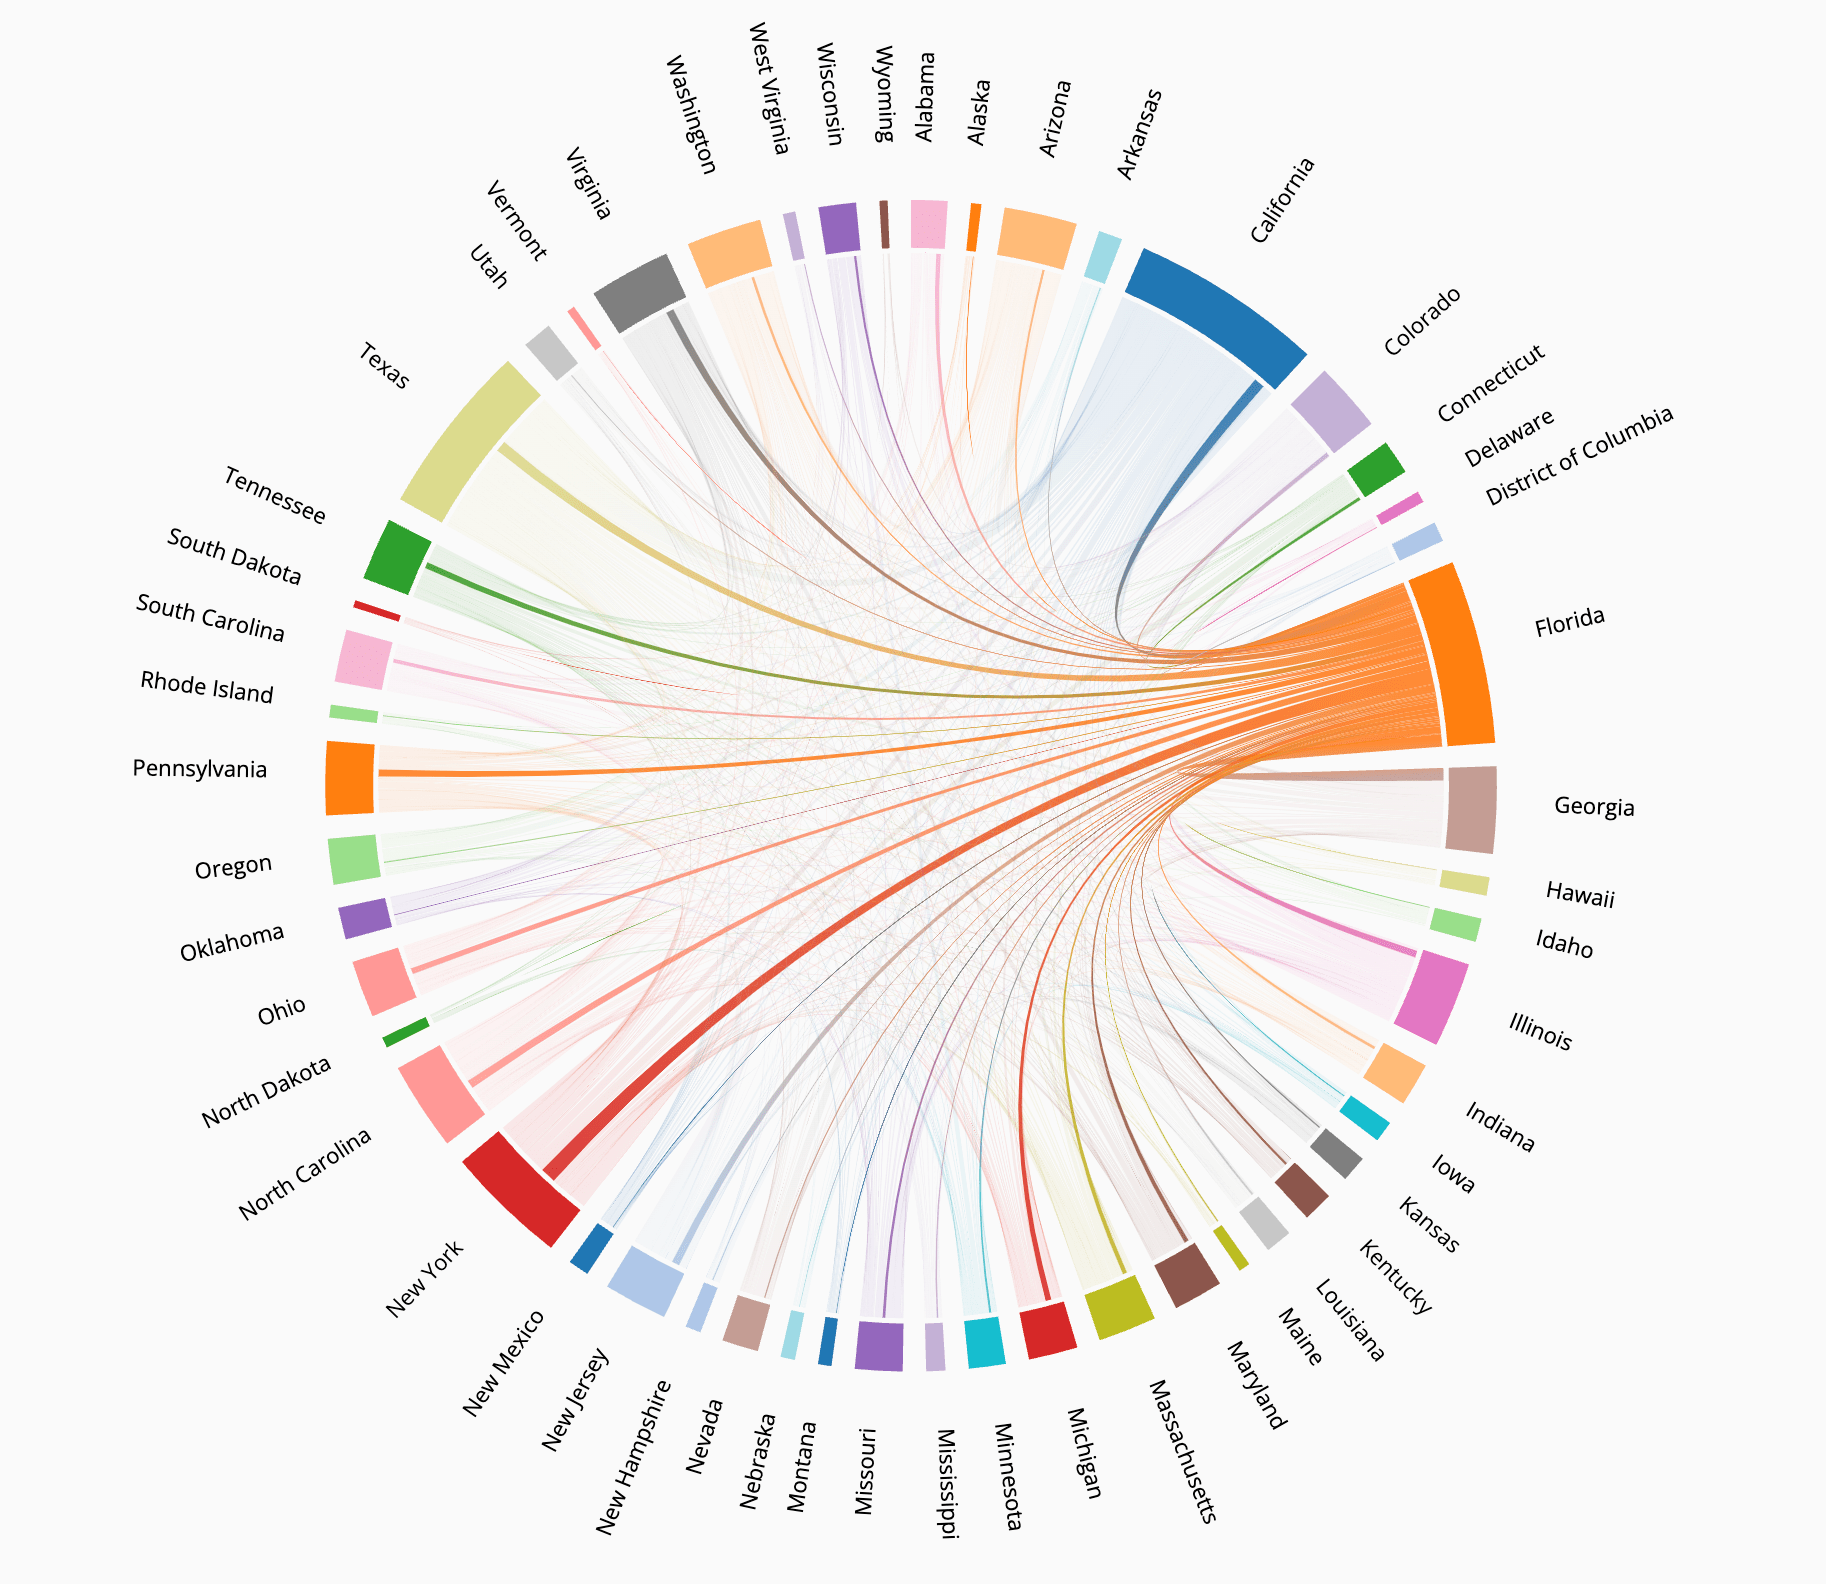 Alabama
Alaska
Arizona
Arkansas
California
Colorado
Connecticut
Delaware
District of Columbia
Florida
Georgia
Hawaii
Idaho
Illinois
Indiana
Iowa
Kansas
Kentucky
Louisiana
Maine
Maryland
Massachusetts
Michigan
Minnesota
Mississippi
Missouri
Montana
Nebraska
Nevada
New Hampshire
New Jersey
New Mexico
New York
North Carolina
North Dakota
Ohio
Oklahoma
Oregon
Pennsylvania
Rhode Island
South Carolina
South Dakota
Tennessee
Texas
Utah
Vermont
Virginia
Washington
West Virginia
Wisconsin
Wyoming